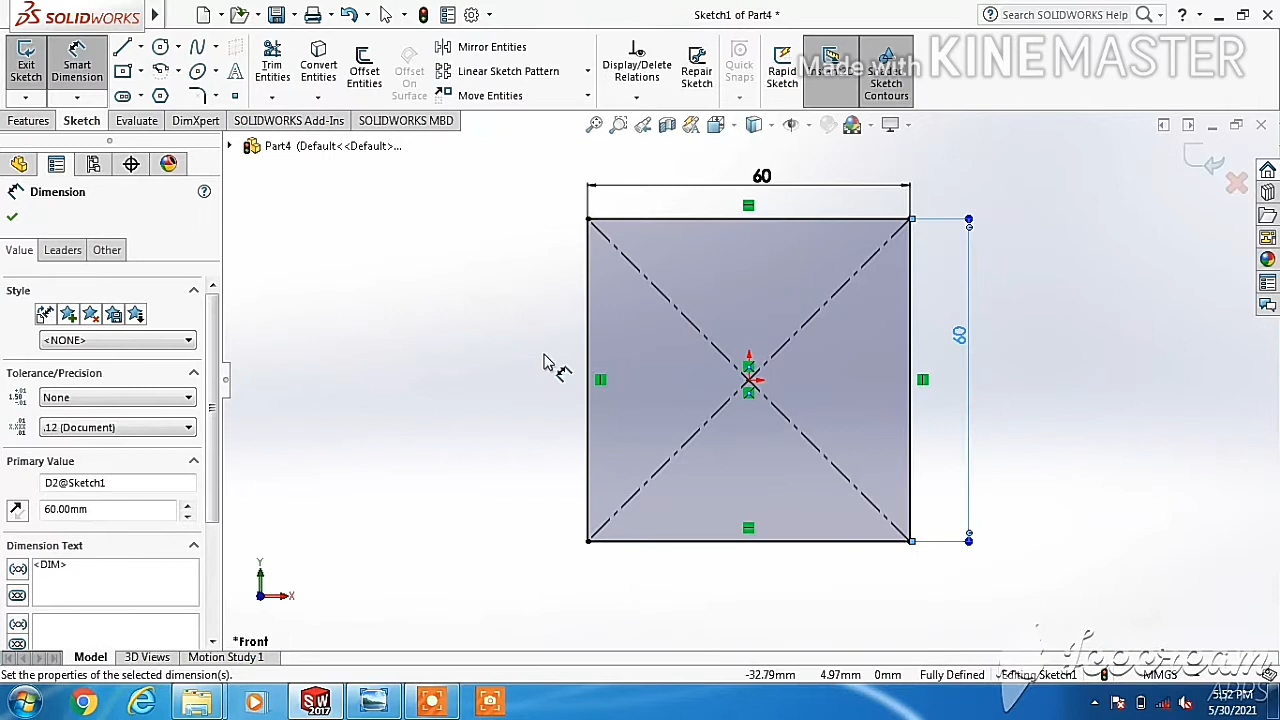 SOLIDWORKS
Sketch1 of Part4 *
Search SOLIDWORKS Help
Made with KINEMASTER
Exit Sketch
Smart Dimension
Trim Entities
Convert Entities
Offset Entities
Offset On Surface
Mirror Entities
Linear Sketch Pattern
Move Entities
Display/Delete Relations
Repair Sketch
Quick Snaps
Rapid Sketch
Instant2D
Shaded Sketch Contours
Features
Sketch
Evaluate
DimXpert
SOLIDWORKS Add-Ins
SOLIDWORKS MBD
Part4 (Default<<Default>...
Dimension
Value
Leaders
Other
Style
<NONE>
Tolerance/Precision
None
.12 (Document)
Primary Value
D2@Sketch1
60.00mm
Dimension Text
<DIM>
60
60
Y
X
*Front
Model
3D Views
Motion Study 1
Set the properties of the selected dimension(s).
-32.79mm
4.97mm
0mm
Fully Defined
Editing Sketch1
MMGS
SW
2017
5:52 PM
5/30/2021